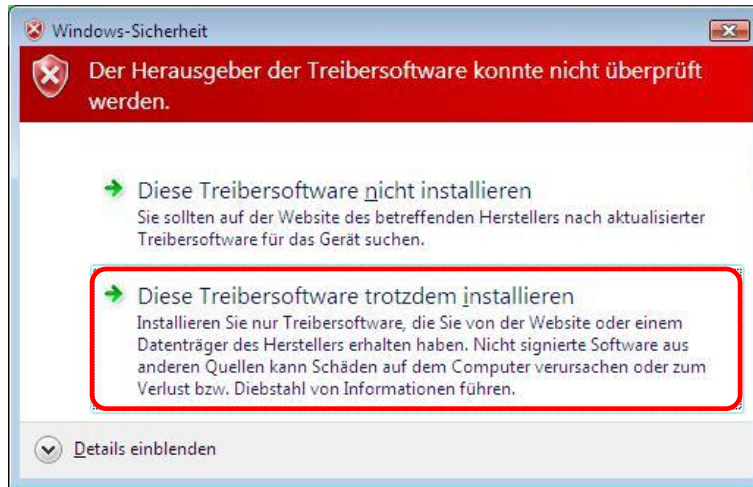 Windows-Sicherheit
Der Herausgeber der Treibersoftware konnte nicht überprüft
werden.
Diese Treibersoftware nicht installieren
Sie sollten auf der Website des betreffenden Herstellers nach aktualisierter
Treibersoftware für das Gerät suchen.
Diese Treibersoftware trotzdem installieren
Installieren Sie nur Treibersoftware, die Sie von der Website oder einem
Datenträger des Herstellers erhalten haben. Nicht signierte Software aus
anderen Quellen kann Schäden auf dem Computer verursachen oder zum
Verlust bzw. Diebstahl von Informationen führen.
Details einblenden